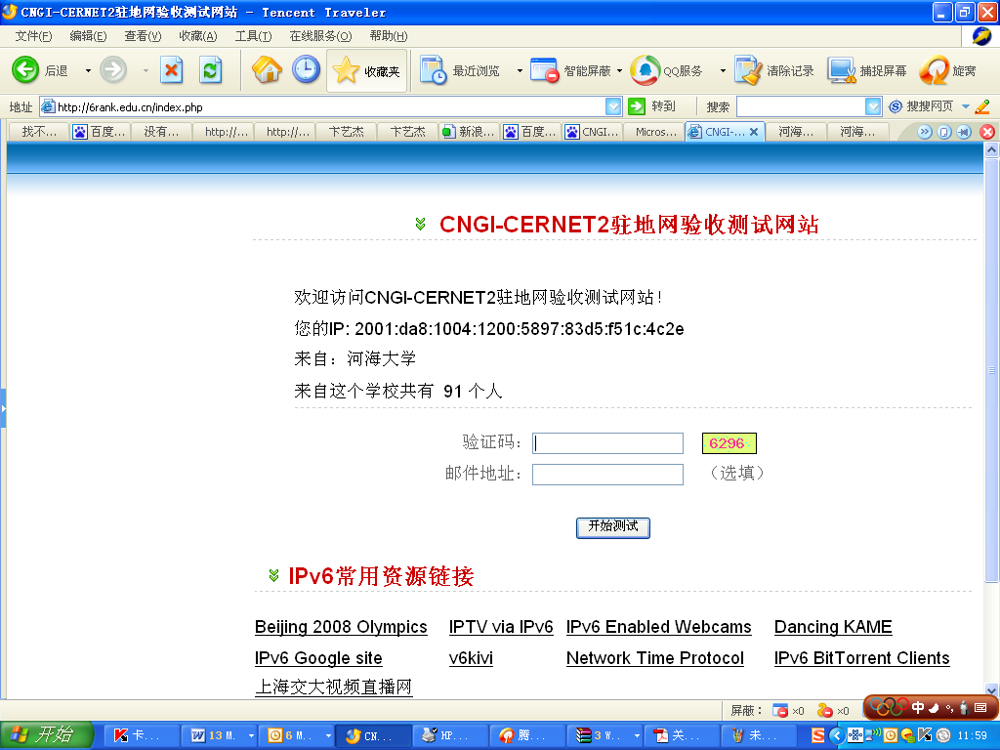 CNGI-CERNET2驻地网验收测试网站 - Tencent Traveler
文件(F) 编辑(E) 查看(V) 收藏(A) 工具(T) 在线服务(O) 帮助(H)
后退 收藏夹 最近浏览 智能屏蔽 QQ服务 清除记录 捕捉屏幕 旋窝
地址 http://6rank.edu.cn/index.php 转到 搜索 搜搜网页
找不... 百度... 没有... http://... http://... 卞艺杰 卞艺杰 新浪... 百度... CNGI... Micros... CNGI-... 河海... 河海...
CNGI-CERNET2驻地网验收测试网站
欢迎访问CNGI-CERNET2驻地网验收测试网站！
您的IP: 2001:da8:1004:1200:5897:83d5:f51c:4c2e
来自：河海大学
来自这个学校共有 91 个人
验证码： 6296
邮件地址： （选填）
开始测试
IPv6常用资源链接
Beijing 2008 Olympics IPTV via IPv6 IPv6 Enabled Webcams Dancing KAME
IPv6 Google site v6kivi Network Time Protocol IPv6 BitTorrent Clients
上海交大视频直播网
屏蔽： x0 x0 中
开始 卡... 13 M. 6 M. CN... HP... 腾... 3 W. 关... 未... 11:59